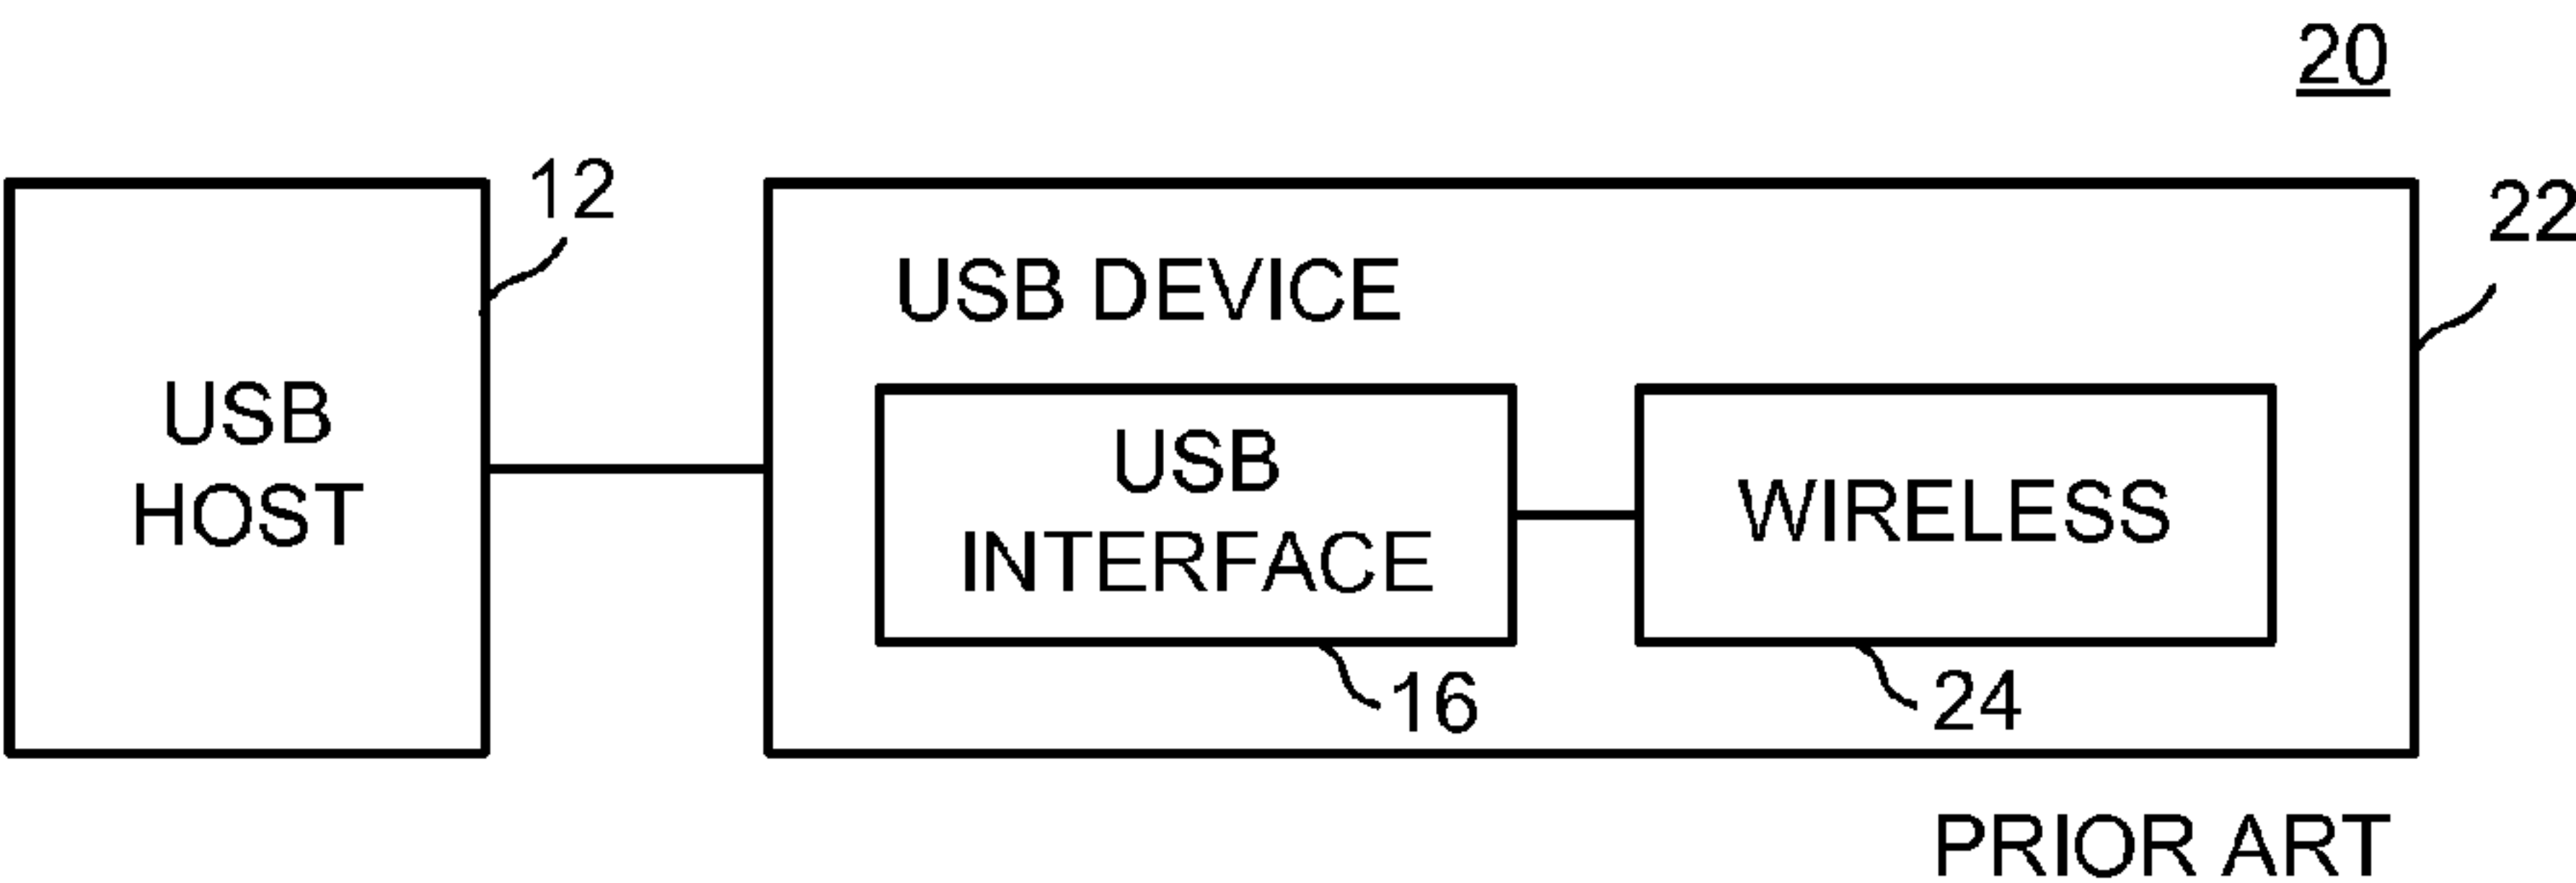 20
12
22
USB DEVICE
USB
HOST
USB
INTERFACE
WIRELESS
16
24
PRIOR ART